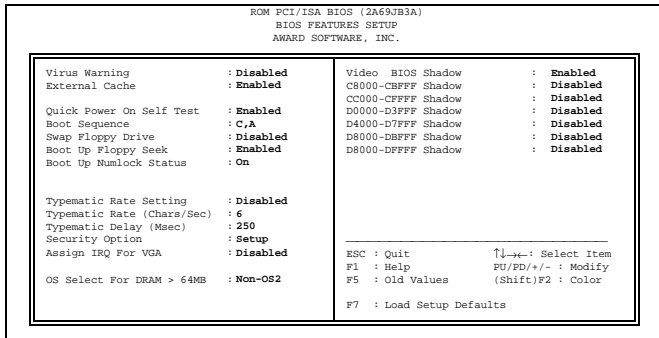 ROM PCI/ISA BIOS (2A69JB3A)
BIOS FEATURES SETUP
AWARD SOFTWARE, INC.
Virus Warning : Disabled
External Cache : Enabled
Quick Power On Self Test : Enabled
Boot Sequence : C,A
Swap Floppy Drive : Disabled
Boot Up Floppy Seek : Enabled
Boot Up Numlock Status : On
Typematic Rate Setting : Disabled
Typematic Rate (Chars/Sec) : 6
Typematic Delay (Msec) : 250
Security Option : Setup
Assign IRQ For VGA : Disabled
OS Select For DRAM > 64MB : Non-OS2
Video BIOS Shadow : Enabled
C8000-CBFFF Shadow : Disabled
CC000-CFFFF Shadow : Disabled
D0000-D3FFF Shadow : Disabled
D4000-D7FFF Shadow : Disabled
D8000-DBFFF Shadow : Disabled
D8000-DFFFF Shadow : Disabled
ESC : Quit ↑↓→← : Select Item
F1 : Help PU/PD/+/- : Modify
F5 : Old Values (Shift)F2 : Color
F7 : Load Setup Defaults